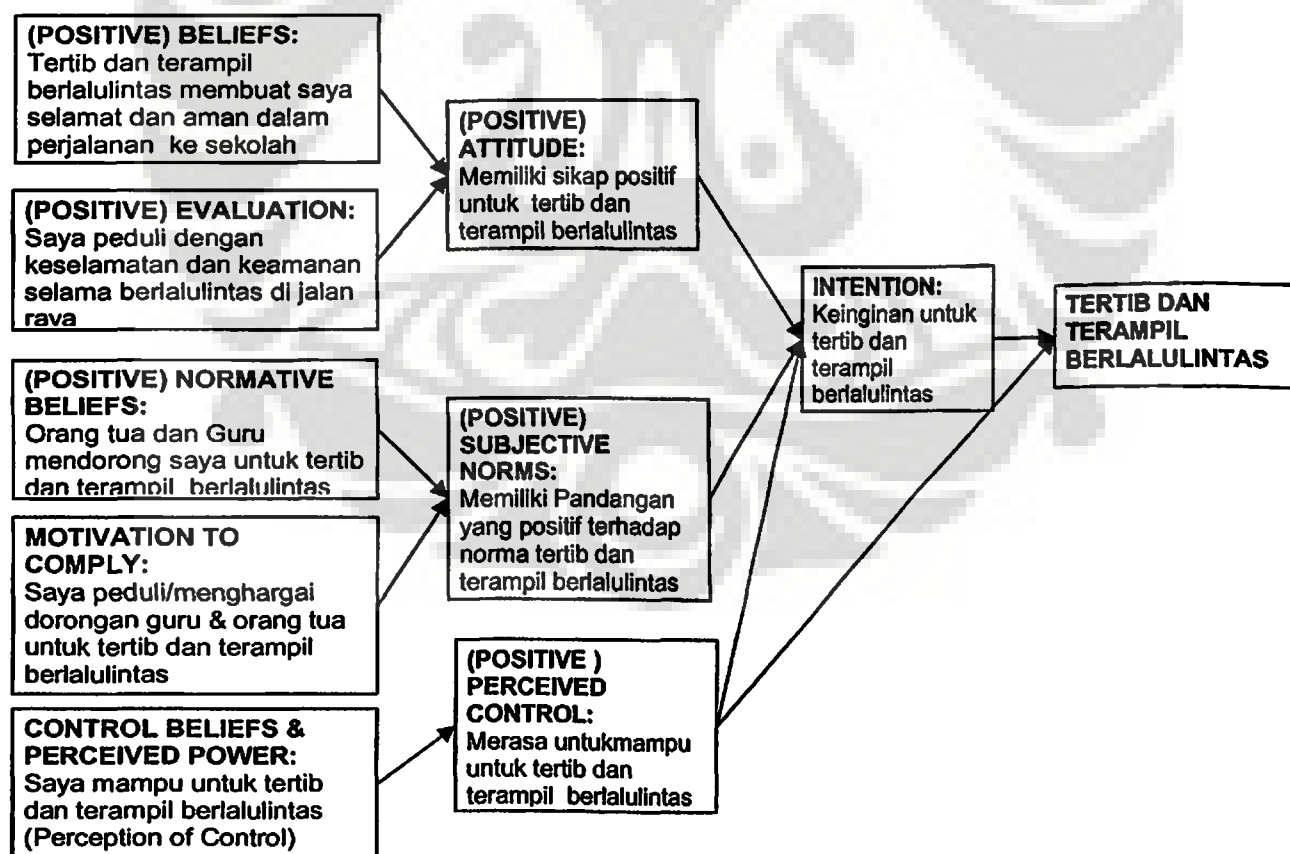 (POSITIVE) BELIEFS:
Tertib dan terampil
berlalulintas membuat saya
selamat dan aman dalam
perjalanan ke sekolah
(POSITIVE) EVALUATION:
Saya peduli dengan
keselamatan dan keamanan
selama berlalulintas di jalan
raya
(POSITIVE) NORMATIVE
BELIEFS:
Orang tua dan Guru
mendorong saya untuk tertib
dan terampil berlalulintas
MOTIVATION TO
COMPLY:
Saya peduli/menghargai
dorongan guru & orang tua
untuk tertib dan terampil
berlalulintas
CONTROL BELIEFS &
PERCEIVED POWER:
Saya mampu untuk tertib
dan terampil berlalulintas
(Perception of Control)
(POSITIVE)
ATTITUDE:
Memiliki sikap positif
untuk tertib dan
terampil berlalulintas
(POSITIVE)
SUBJECTIVE
NORMS:
Memiliki Pandangan
yang positif terhadap
norma tertib dan
terampil berlalulintas
(POSITIVE )
PERCEIVED
CONTROL:
Merasa untukmampu
untuk tertib dan
terampil berlalulintas
INTENTION:
Keinginan untuk
tertib dan
terampil
berlalulintas
TERTIB DAN
TERAMPIL
BERLALULINTAS